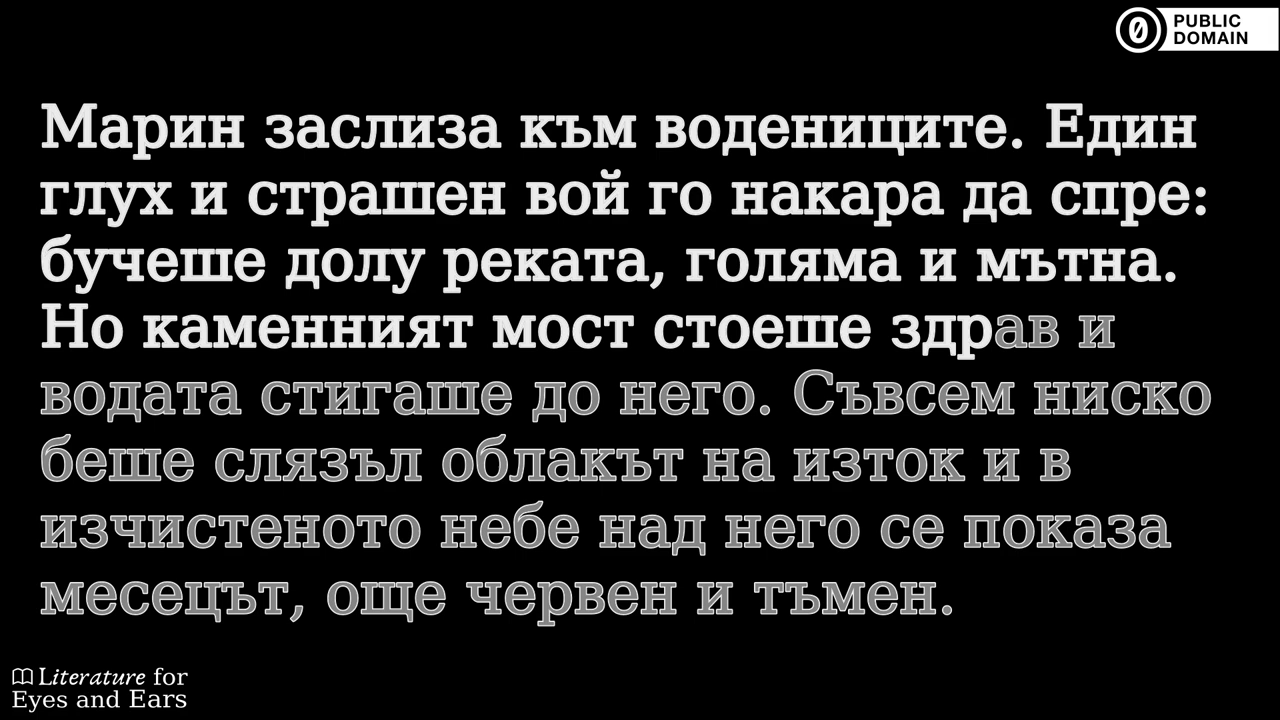 PUBLIC
DOMAIN
Марин заслиза към водениците. Един
глух и страшен вой го накара да спре:
бучеше долу реката, голяма и мътна.
Но каменният мост стоеше здрав и
водата стигаше до него. Съвсем ниско
беше слязъл облакът на изток и в
изчистеното небе над него се показа
месецът, още червен и тъмен.
Literature for
Eyes and Ears